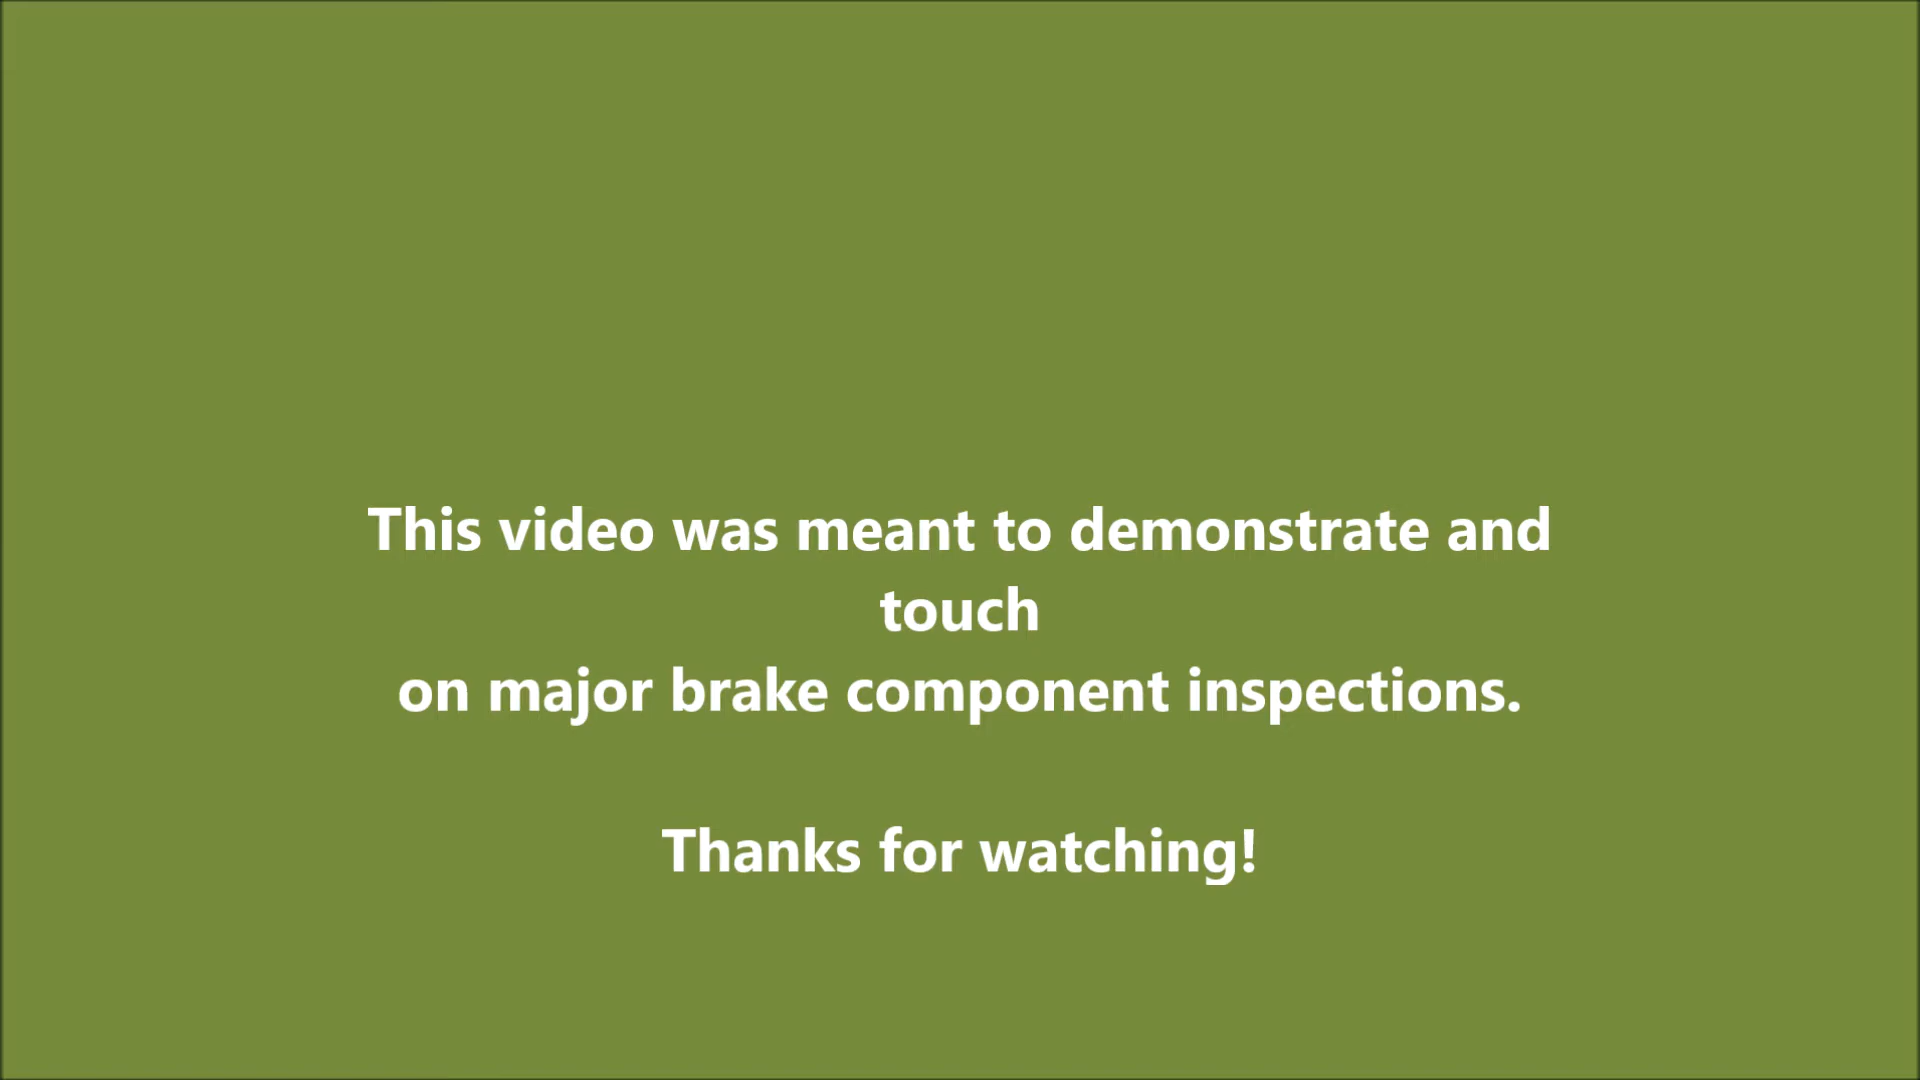 This video was meant to demonstrate and
touch
on major brake component inspections.
Thanks for watching!